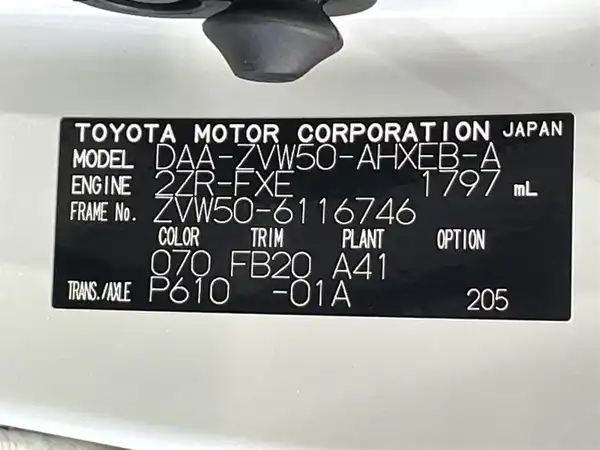 TOYOTA MOTOR CORPORATION JAPAN
MODEL DAA-ZVW50-AHXEB-A
ENGINE 2ZR-FXE 1797 mL
FRAME No. ZVW50-6116746
COLOR TRIM PLANT OPTION
070 FB20 A41
TRANS./AXLE P610 -01A 205